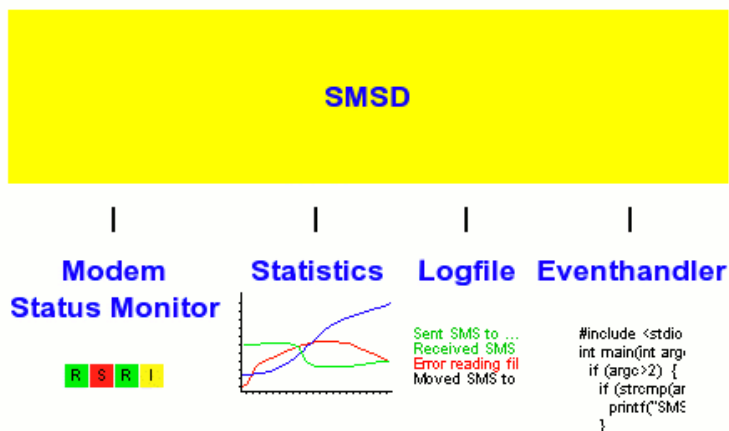 SMSD
Modem
Status Monitor
R S R I
Statistics
Logfile
Sent SMS to ...
Received SMS
Error reading fil
Moved SMS to
Eventhandler
#include <stdio
int main(int arg
if (argc>2) {
if (strcmp(ar
printf("SMS
}